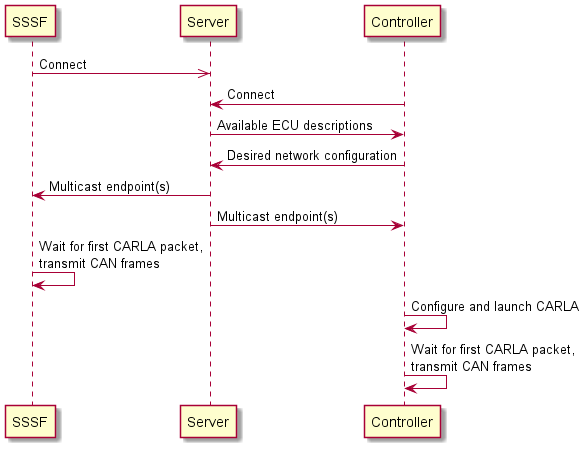 SSSF Server Controller
Connect
Connect
Available ECU descriptions
Desired network configuration
Multicast endpoint(s)
Multicast endpoint(s)
Wait for first CARLA packet,
transmit CAN frames
Configure and launch CARLA
Wait for first CARLA packet,
transmit CAN frames
SSSF Server Controller